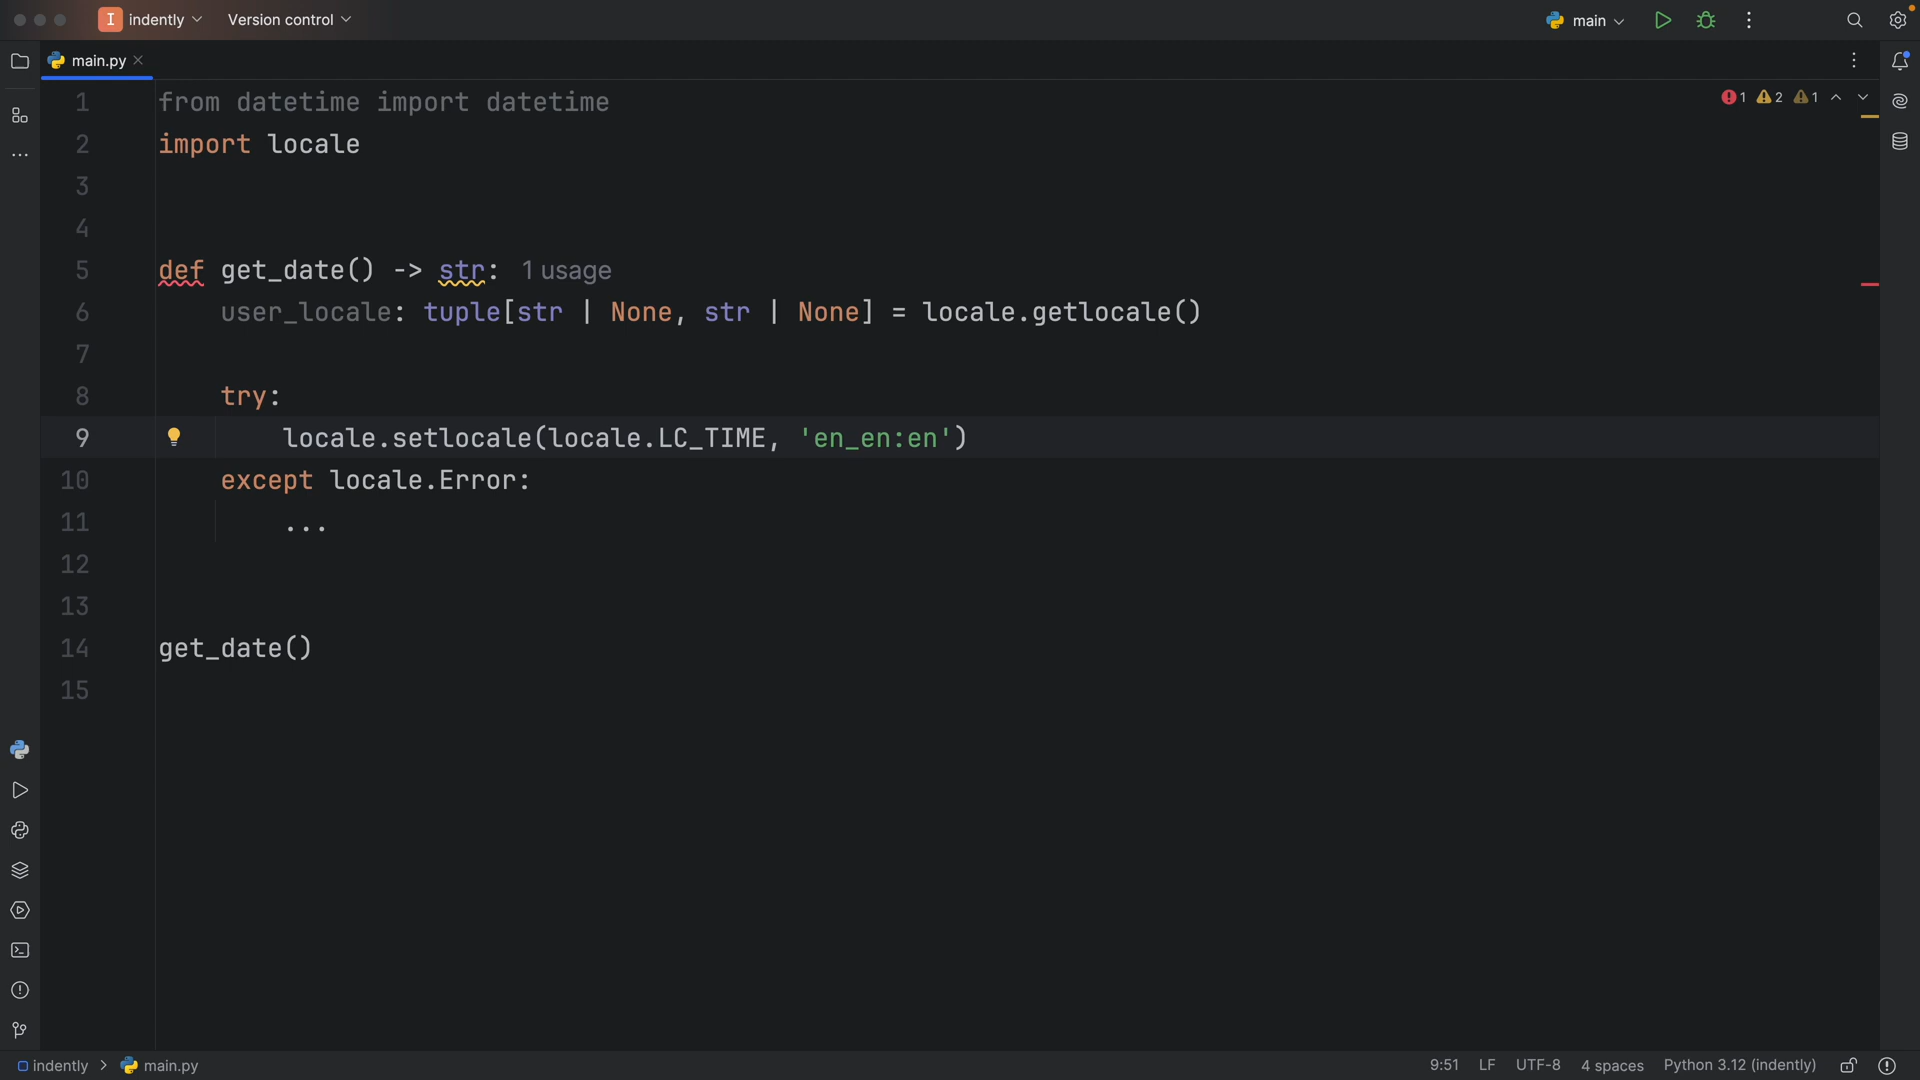 I indently Version control main
main.py
1 2 1
1 from datetime import datetime
2 import locale
3
4
5 def get_date() -> str: 1 usage
6 user_locale: tuple[str | None, str | None] = locale.getlocale()
7
8 try:
9 locale.setlocale(locale.LC_TIME, 'en_en:en')
10 except locale.Error:
11 ...
12
13
14 get_date()
15
indently > main.py 9:51 LF UTF-8 4 spaces Python 3.12 (indently)